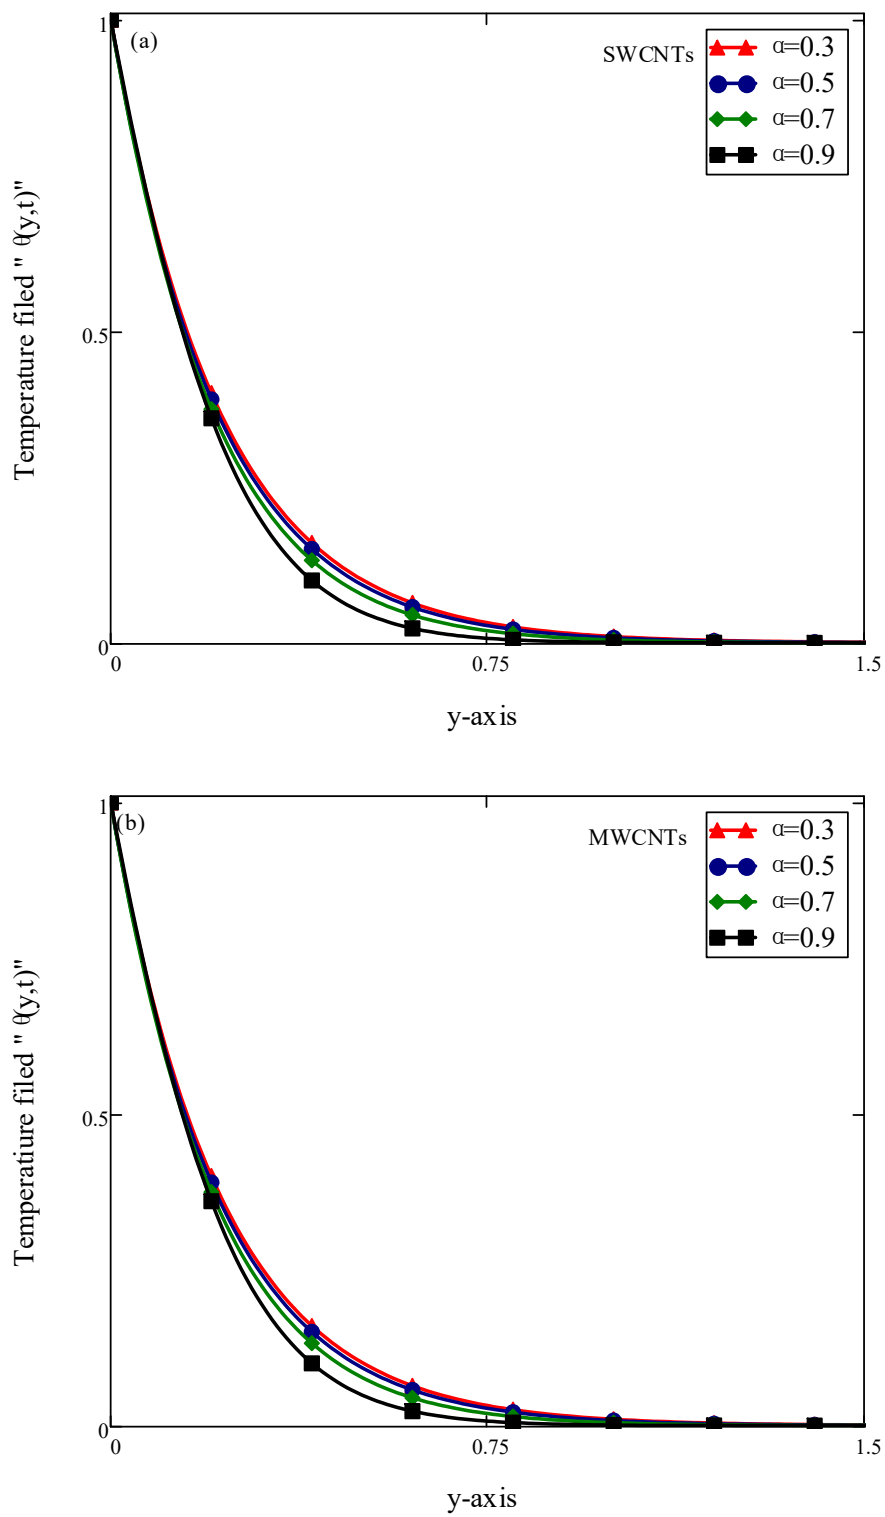 (a)
SWCNTs
α=0.3
α=0.5
α=0.7
α=0.9
Temperature filed " θ(y,t)"
1
0.5
0
0
0.75
1.5
y-axis
(b)
MWCNTs
α=0.3
α=0.5
α=0.7
α=0.9
Temperatiure filed " θ(y,t)"
1
0.5
0
0
0.75
1.5
y-axis